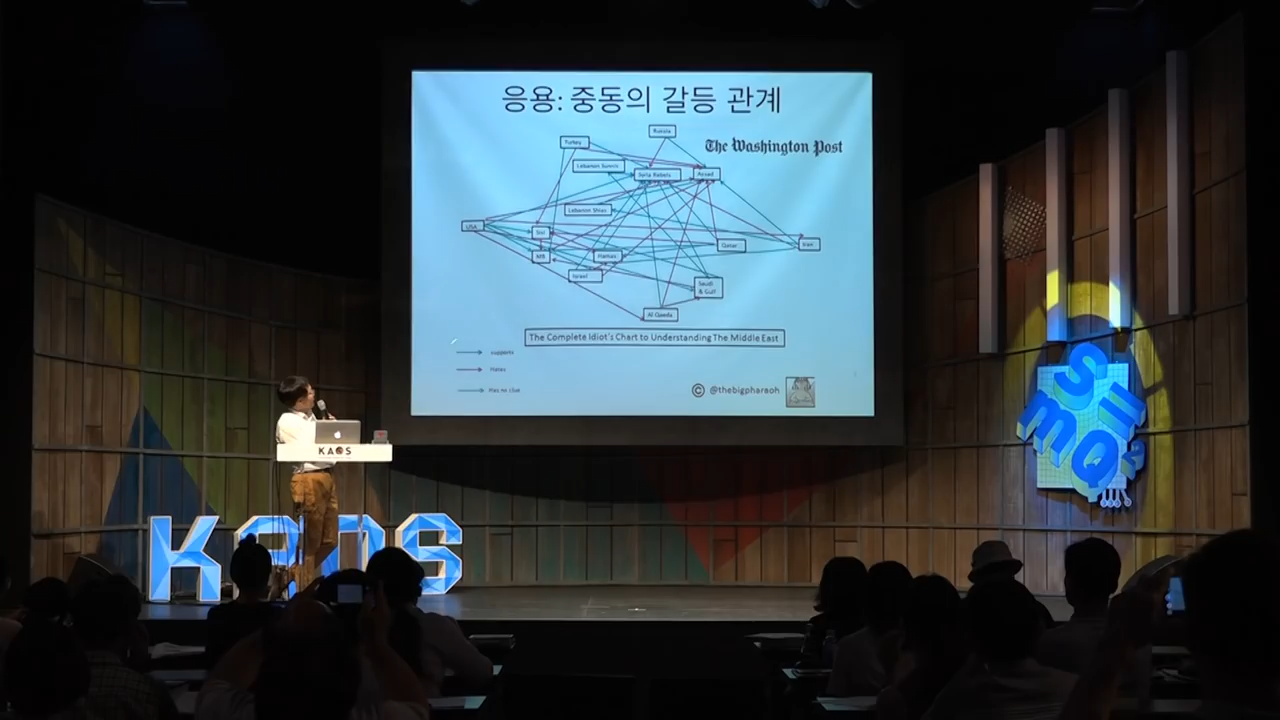 응용: 중동의 갈등 관계
The Washington Post
Russia
Turkey
Lebanon Sunnis
Syria Rebels
Assad
Lebanon Shias
USA
Sisi
Qatar
Iran
MB
Hamas
Israel
Saudi
& Gulf
Al Qaeda
The Complete Idiot's Chart to Understanding The Middle East
supports
Hates
Has no clue
© @thebigpharaoh
KAOS
KAOS